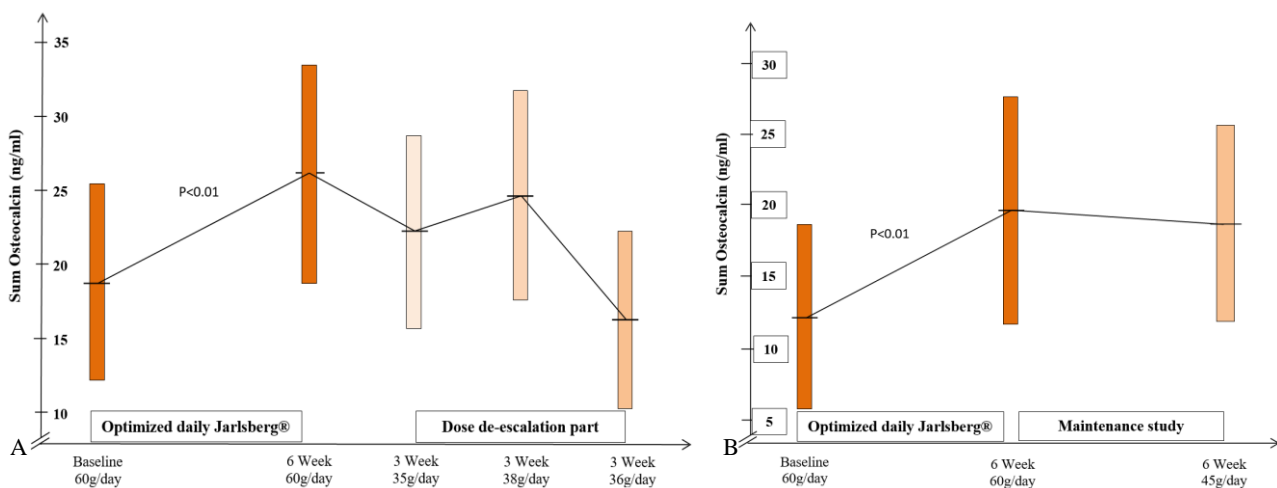 35
30
25
20
15
10
Sum Osteocalcin (ng/ml)
P<0.01
Optimized daily Jarlsberg®
Dose de-escalation part
A
Baseline
60g/day
6 Week
60g/day
3 Week
35g/day
3 Week
38g/day
3 Week
36g/day
30
25
20
15
10
5
Sum Osteocalcin (ng/ml)
P<0.01
Optimized daily Jarlsberg®
Maintenance study
B
Baseline
60g/day
6 Week
60g/day
6 Week
45g/day